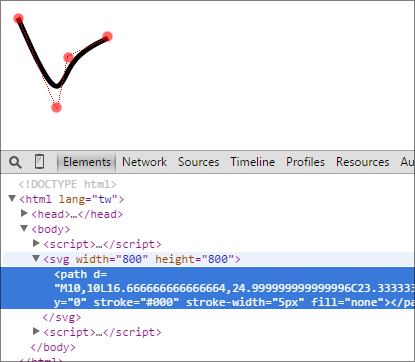 Elements Network Sources Timeline Profiles Resources Au
<!DOCTYPE html>
▼<html lang="tw">
▶<head>…</head>
▼<body>
▶<script>…</script>
▼<svg width="800" height="800">
<path d=
"M10,10L16.666666666666664,24.999999999999996C23.333333
y="0" stroke="#000" stroke-width="5px" fill="none"></pa
</svg>
▶<script>…</script>
</body>
</html>